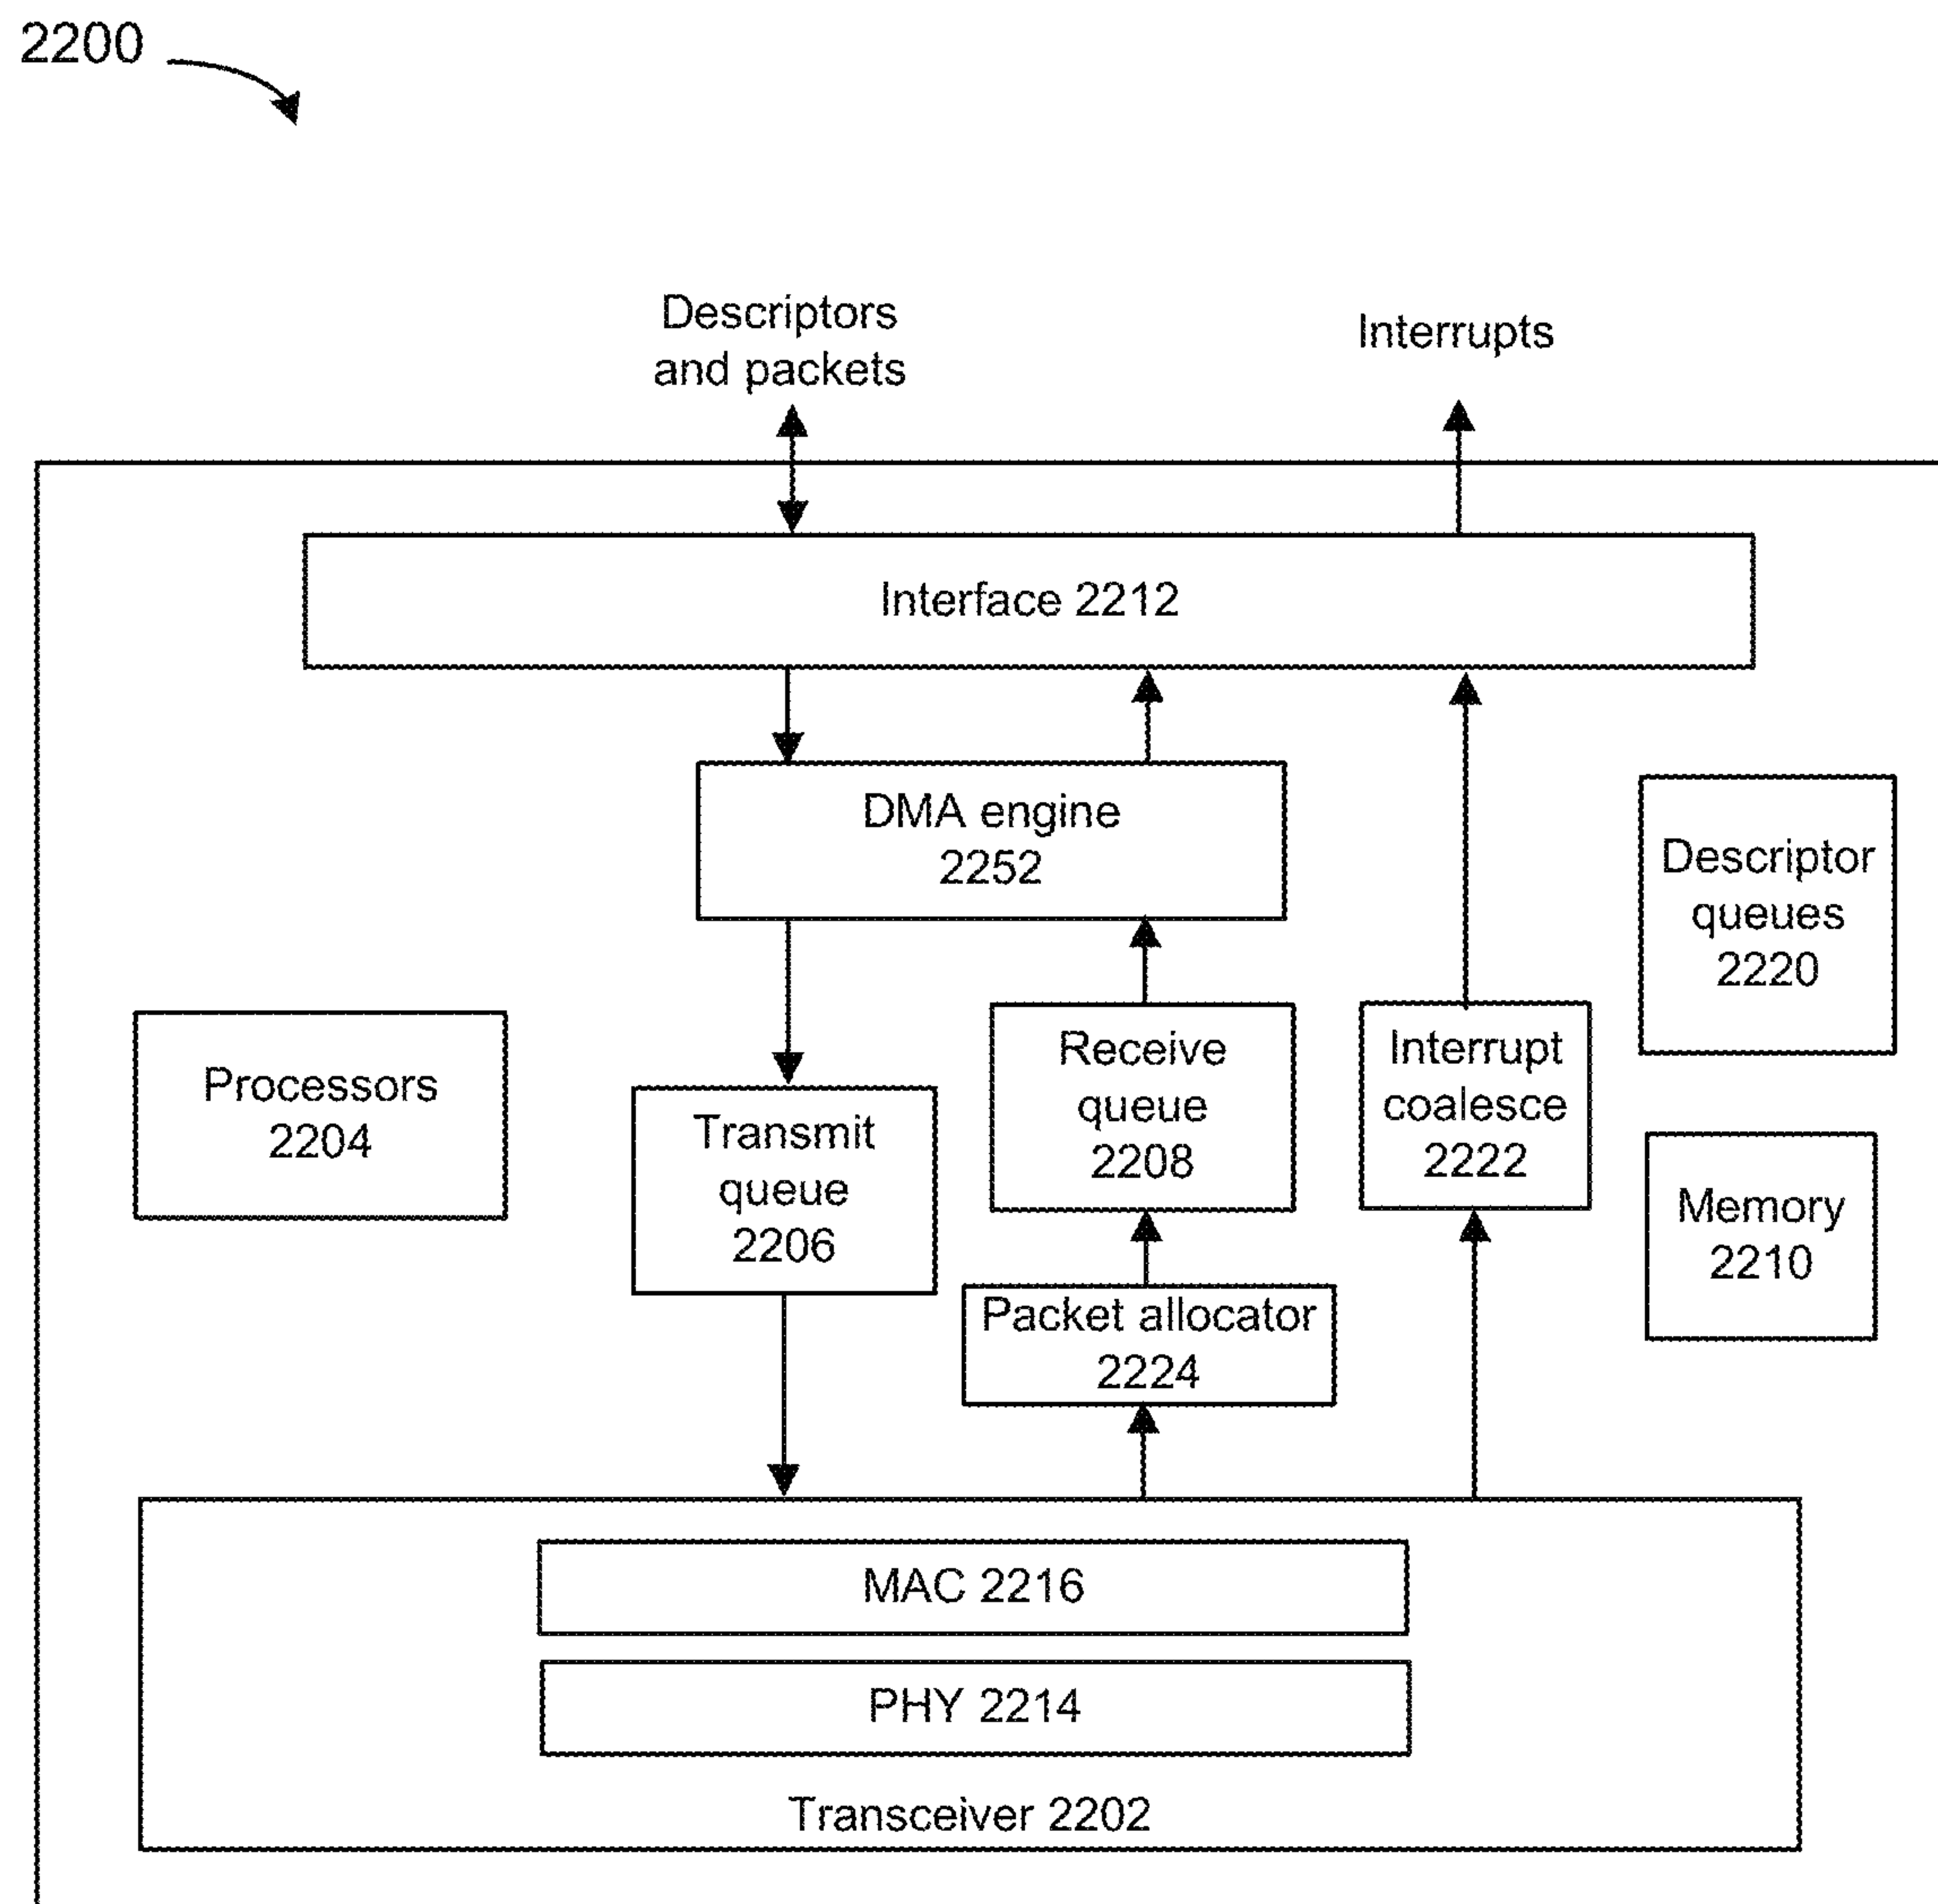 2200
Descriptors
and packets
Interrupts
Interface 2212
DMA engine
2252
Descriptor
queues
2220
Processors
2204
Transmit
queue
2206
Receive
queue
2208
Interrupt
coalesce
2222
Memory
2210
Packet allocator
2224
MAC 2216
PHY 2214
Transceiver 2202